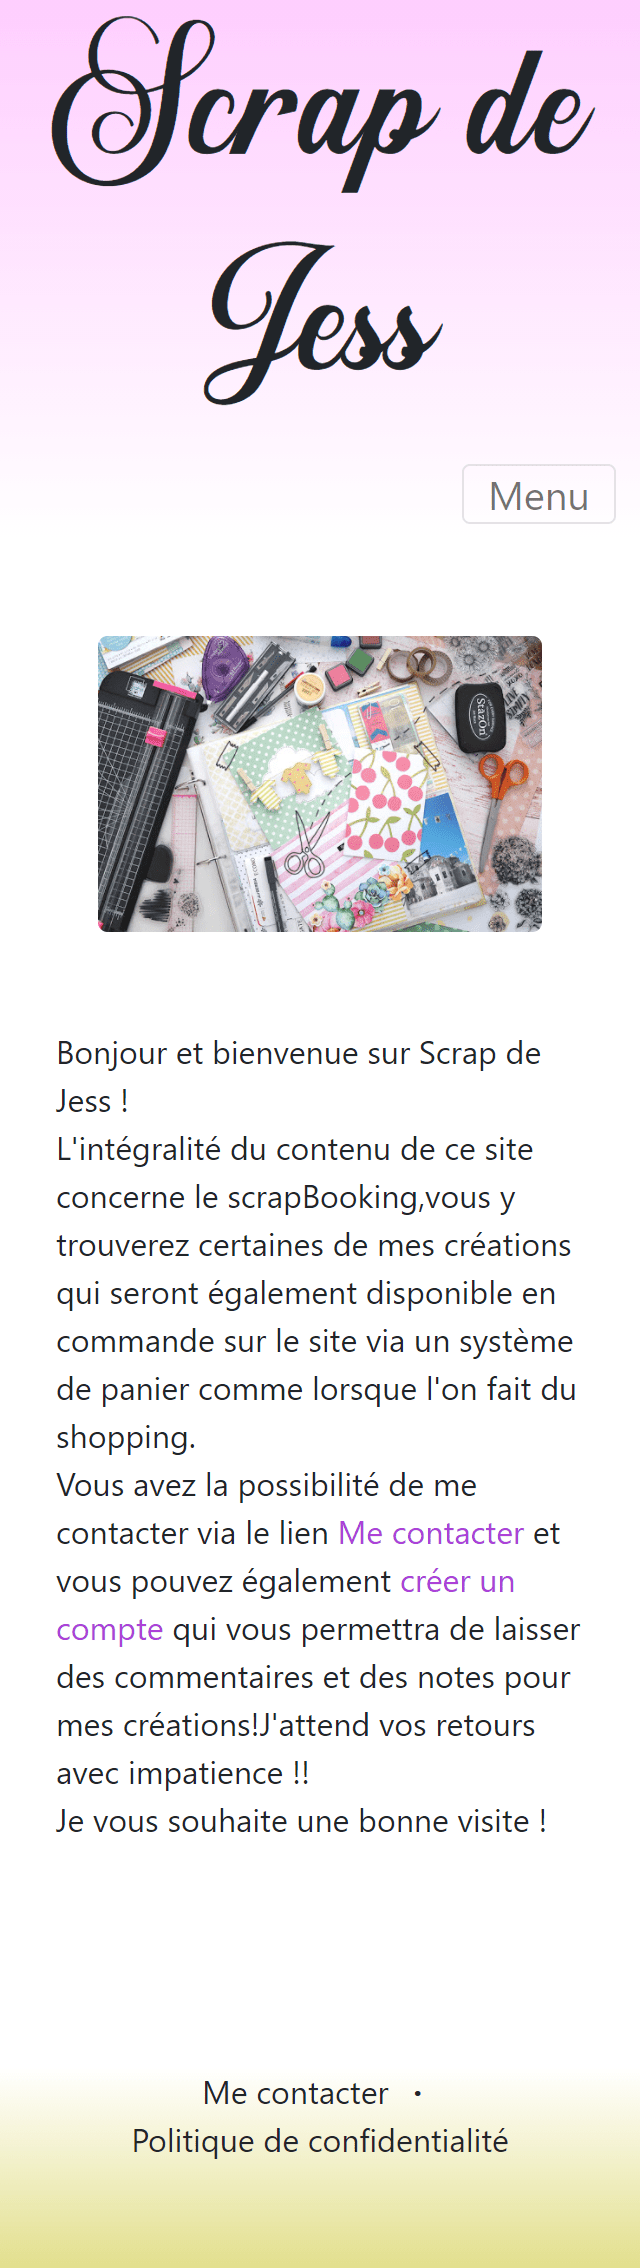 Scrap de
Jess
Menu
StazOn
Bonjour et bienvenue sur Scrap de
Jess !
L'intégralité du contenu de ce site
concerne le scrapBooking,vous y
trouverez certaines de mes créations
qui seront également disponible en
commande sur le site via un système
de panier comme lorsque l'on fait du
shopping.
Vous avez la possibilité de me
contacter via le lien Me contacter et
vous pouvez également créer un
compte qui vous permettra de laisser
des commentaires et des notes pour
mes créations!J'attend vos retours
avec impatience !!
Je vous souhaite une bonne visite !
Me contacter •
Politique de confidentialité